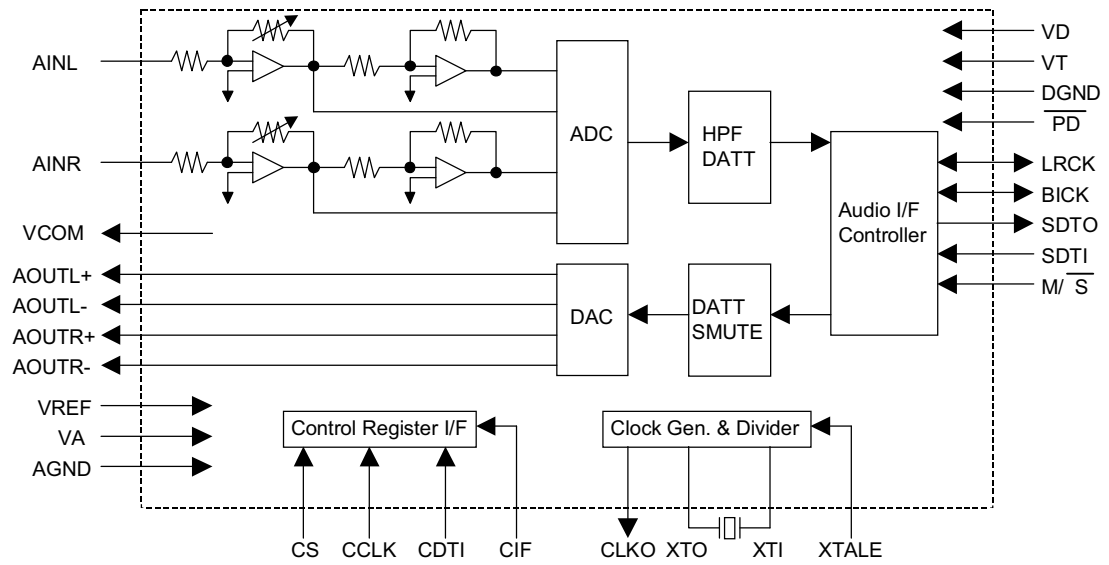 AINL
AINR
VCOM
AOUTL+
AOUTL-
AOUTR+
AOUTR-
VREF
VA
AGND
ADC
HPF
DATT
Audio I/F
Controller
DAC
DATT
SMUTE
Control Register I/F
Clock Gen. & Divider
VD
VT
DGND
PD
LRCK
BICK
SDTO
SDTI
M/ S
CS
CCLK
CDTI
CIF
CLKO
XTO
XTI
XTALE